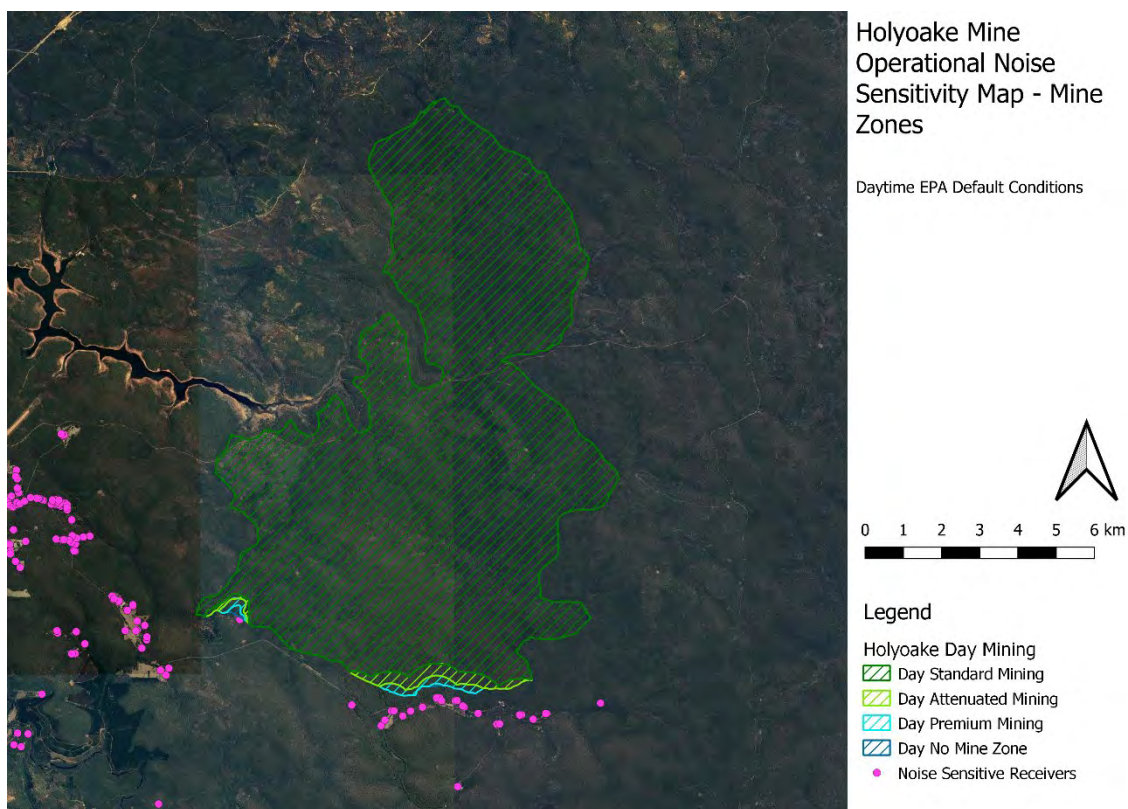 Holyoake Mine
Operational Noise
Sensitivity Map - Mine
Zones
Daytime EPA Default Conditions
0 1 2 3 4 5 6 km
Legend
Holyoake Day Mining
Day Standard Mining
Day Attenuated Mining
Day Premium Mining
Day No Mine Zone
Noise Sensitive Receivers